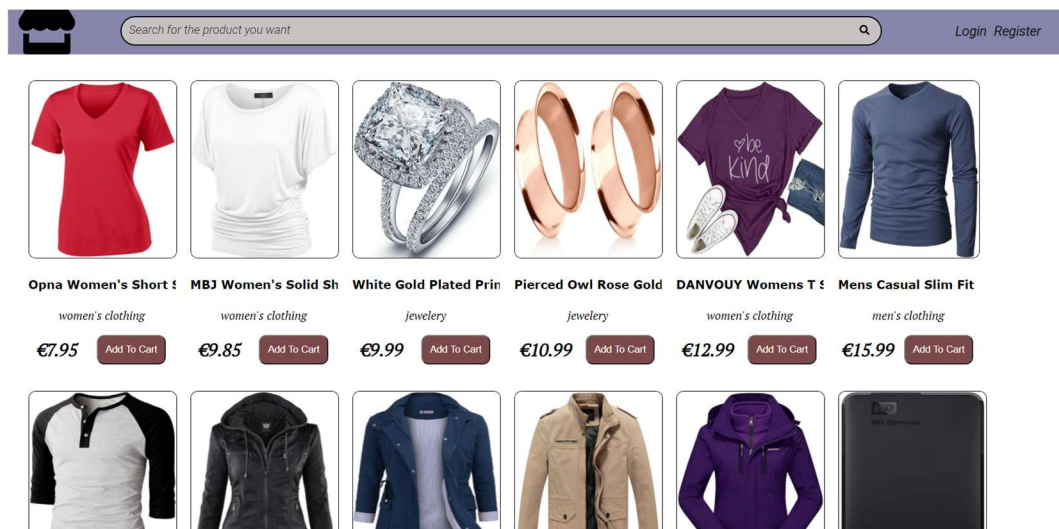 Search for the product you want
Login Register
be
Kind
Opna Women's Short S
MBJ Women's Solid Sh
White Gold Plated Prin
Pierced Owl Rose Gold
DANVOUY Womens T S
Mens Casual Slim Fit
women's clothing
women's clothing
jewelery
jewelery
women's clothing
men's clothing
€7.95 Add To Cart
€9.85 Add To Cart
€9.99 Add To Cart
€10.99 Add To Cart
€12.99 Add To Cart
€15.99 Add To Cart
WD
WD Elements